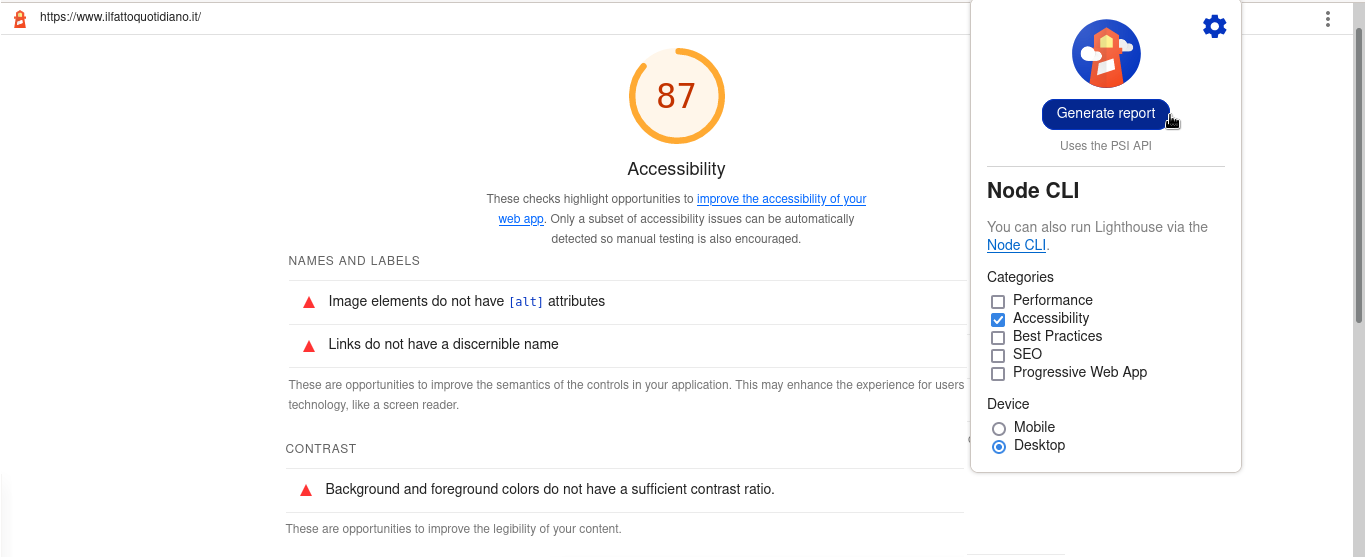 https://www.ilfattoquotidiano.it/
87
Accessibility
These checks highlight opportunities to improve the accessibility of your
web app. Only a subset of accessibility issues can be automatically
detected so manual testing is also encouraged.
NAMES AND LABELS
Image elements do not have [alt] attributes
Links do not have a discernible name
These are opportunities to improve the semantics of the controls in your application. This may enhance the experience for users
technology, like a screen reader.
CONTRAST
Background and foreground colors do not have a sufficient contrast ratio.
These are opportunities to improve the legibility of your content.
Generate report
Uses the PSI API
Node CLI
You can also run Lighthouse via the
Node CLI.
Categories
Performance
Accessibility
Best Practices
SEO
Progressive Web App
Device
Mobile
Desktop